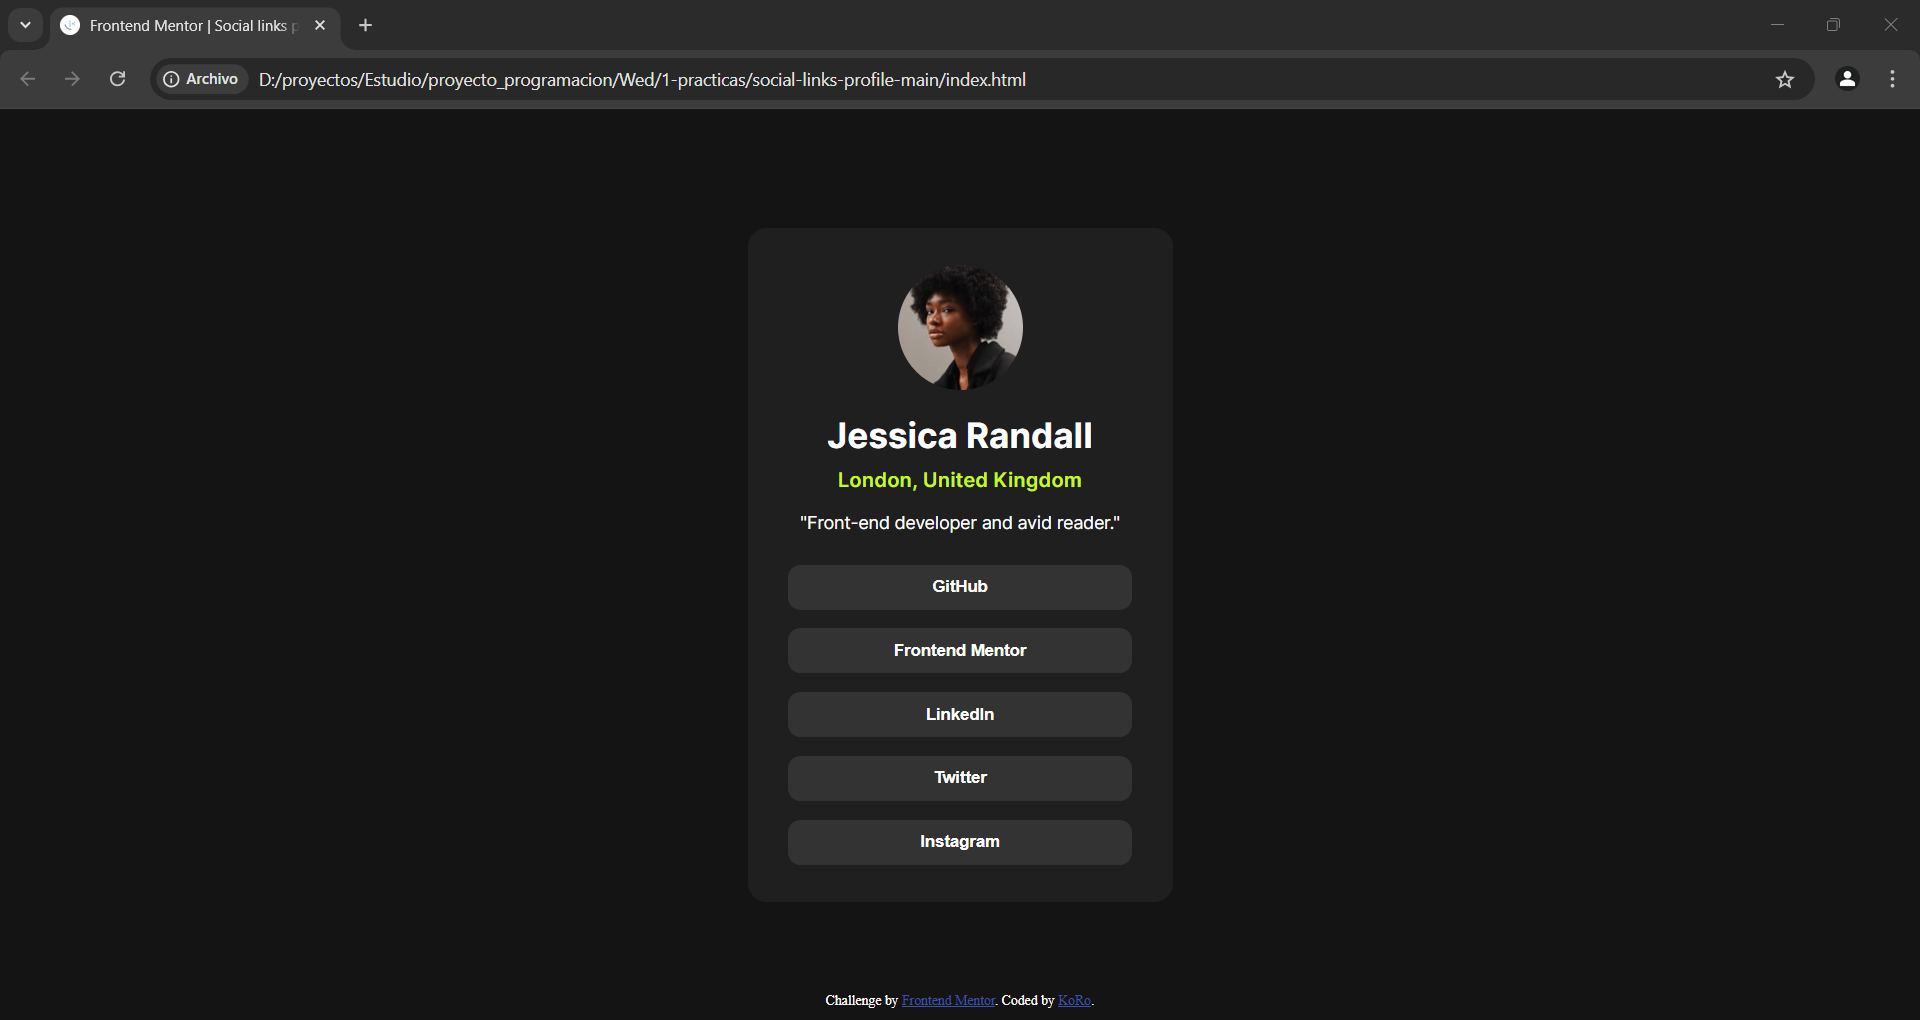 Frontend Mentor | Social links
Archivo
D:/proyectos/Estudio/proyecto_programacion/Wed/1-practicas/social-links-profile-main/index.html
Jessica Randall
London, United Kingdom
"Front-end developer and avid reader."
GitHub
Frontend Mentor
LinkedIn
Twitter
Instagram
Challenge by Frontend Mentor. Coded by KoRo.